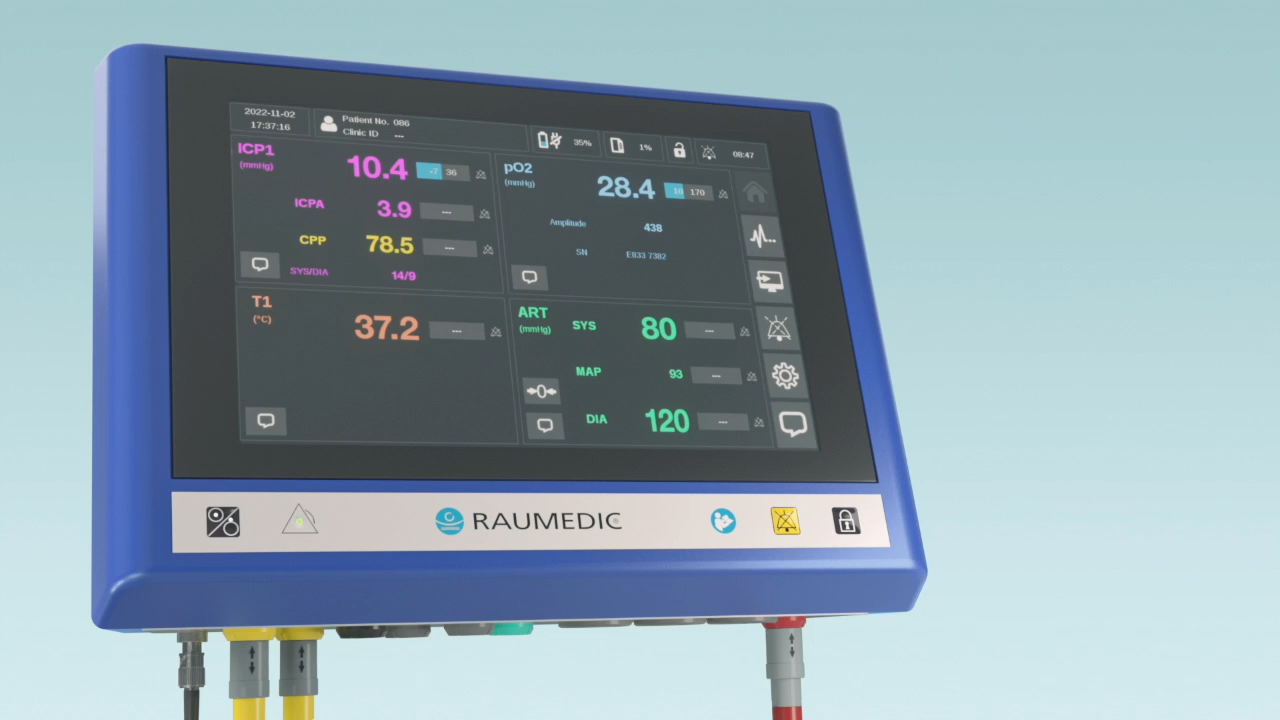 2022-11-02
17:37:16
Patient No. 086
Clinic ID ---
35%
1%
08:47
ICP1
(mmHg)
10.4
-7 36
ICPA 3.9 ---
CPP 78.5 ---
SYS/DIA 14/9
pO2
(mmHg)
28.4
10 170
Amplitude 438
SN E833 7382
T1
(°C)
37.2 ---
ART
(mmHg)
SYS 80 ---
MAP 93 ---
0
DIA 120 ---
RAUMEDIC